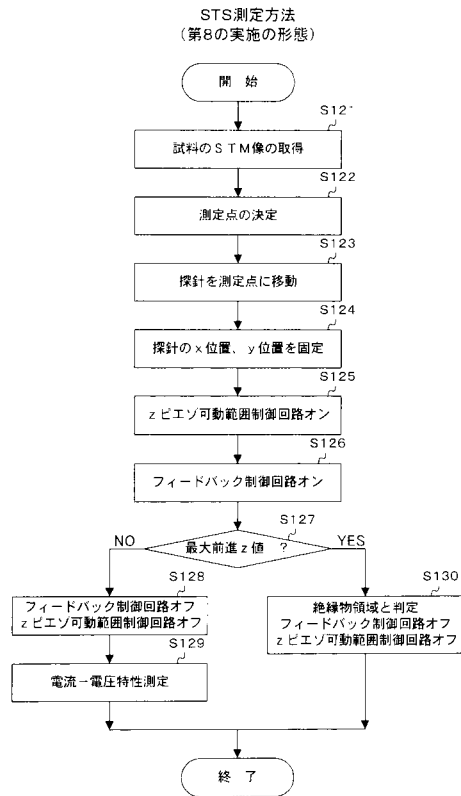 STS測定方法
(第8の実施の形態)
開 始
S121
試料のSTM像の取得
S122
測定点の決定
S123
探針を測定点に移動
S124
探針のx位置、y位置を固定
S125
zピエゾ可動範囲制御回路オン
S126
フィードバック制御回路オン
S127
最大前進z値 ?
NO
YES
S128
フィードバック制御回路オフ
zピエゾ可動範囲制御回路オフ
S129
電流−電圧特性測定
S130
絶縁物領域と判定
フィードバック制御回路オフ
zピエゾ可動範囲制御回路オフ
終 了